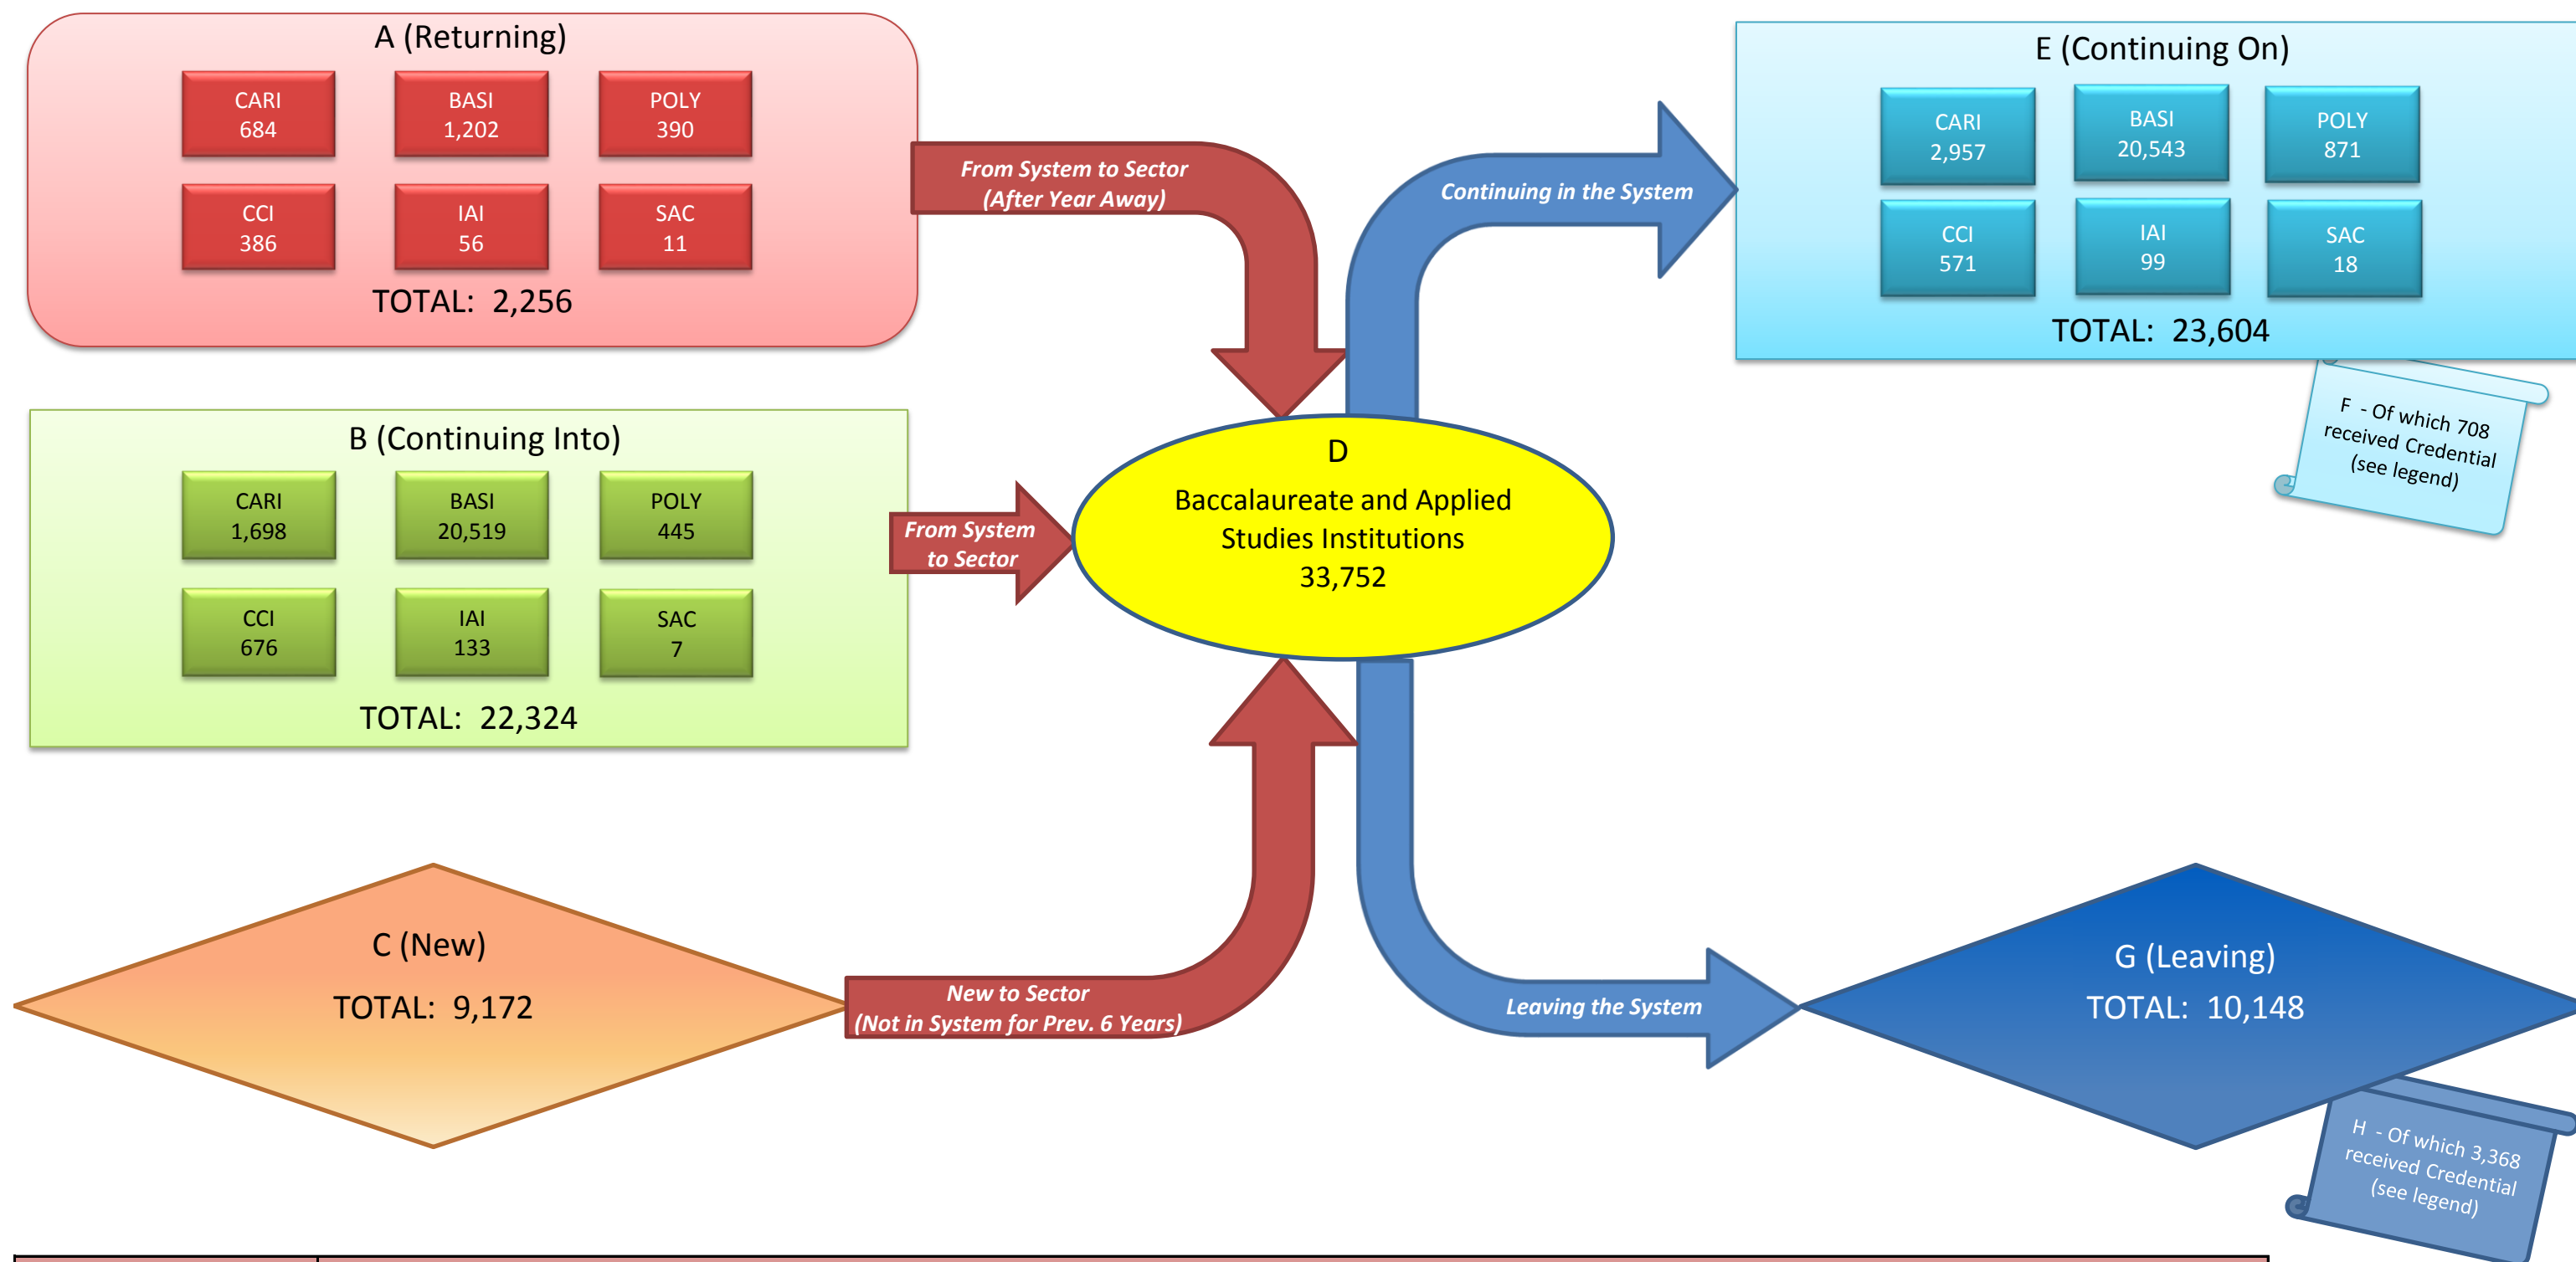 A (Returning)
CARI
684
BASI
1,202
POLY
390
CCI
386
IAI
56
SAC
11
TOTAL: 2,256
From System to Sector
(After Year Away)
Continuing in the System
E (Continuing On)
CARI
2,957
BASI
20,543
POLY
871
CCI
571
IAI
99
SAC
18
TOTAL: 23,604
F - Of which 708
received Credential
(see legend)
B (Continuing Into)
CARI
1,698
BASI
20,519
POLY
445
CCI
676
IAI
133
SAC
7
TOTAL: 22,324
From System
to Sector
D
Baccalaureate and Applied
Studies Institutions
33,752
C (New)
TOTAL: 9,172
New to Sector
(Not in System for Prev. 6 Years)
Leaving the System
G (Leaving)
TOTAL: 10,148
H - Of which 3,368
received Credential
(see legend)